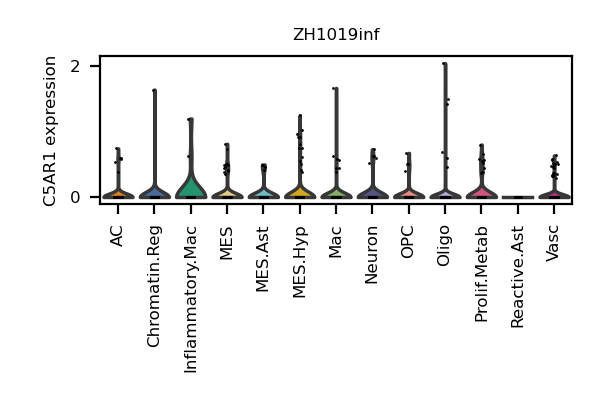 ZH1019inf
C5AR1 expression
2
0
AC
Chromatin.Reg
Inflammatory.Mac
MES
MES.Ast
MES.Hyp
Mac
Neuron
OPC
Oligo
Prolif.Metab
Reactive.Ast
Vasc